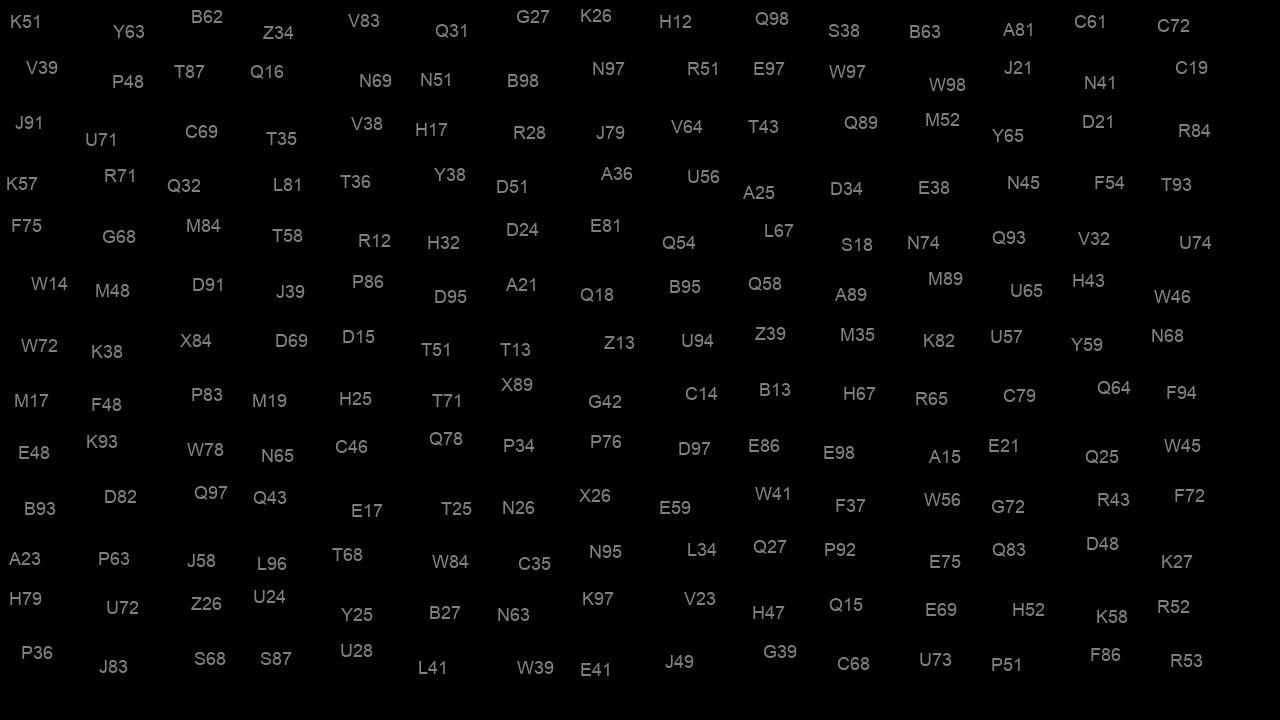 K51 Y63 B62 Z34 V83 Q31 G27 K26 H12 Q98 S38 B63 A81 C61 C72
V39 P48 T87 Q16 N69 N51 B98 N97 R51 E97 W97 W98 J21 N41 C19
J91 U71 C69 T35 V38 H17 R28 J79 V64 T43 Q89 M52 Y65 D21 R84
K57 R71 Q32 L81 T36 Y38 D51 A36 U56 A25 D34 E38 N45 F54 T93
F75 G68 M84 T58 R12 H32 D24 E81 Q54 L67 S18 N74 Q93 V32 U74
W14 M48 D91 J39 P86 D95 A21 Q18 B95 Q58 A89 M89 U65 H43 W46
W72 K38 X84 D69 D15 T51 T13 Z13 U94 Z39 M35 K82 U57 Y59 N68
M17 F48 P83 M19 H25 T71 X89 G42 C14 B13 H67 R65 C79 Q64 F94
E48 K93 W78 N65 C46 Q78 P34 P76 D97 E86 E98 A15 E21 Q25 W45
B93 D82 Q97 Q43 E17 T25 N26 X26 E59 W41 F37 W56 G72 R43 F72
A23 P63 J58 L96 T68 W84 C35 N95 L34 Q27 P92 E75 Q83 D48 K27
H79 U72 Z26 U24 Y25 B27 N63 K97 V23 H47 Q15 E69 H52 K58 R52
P36 J83 S68 S87 U28 L41 W39 E41 J49 G39 C68 U73 P51 F86 R53